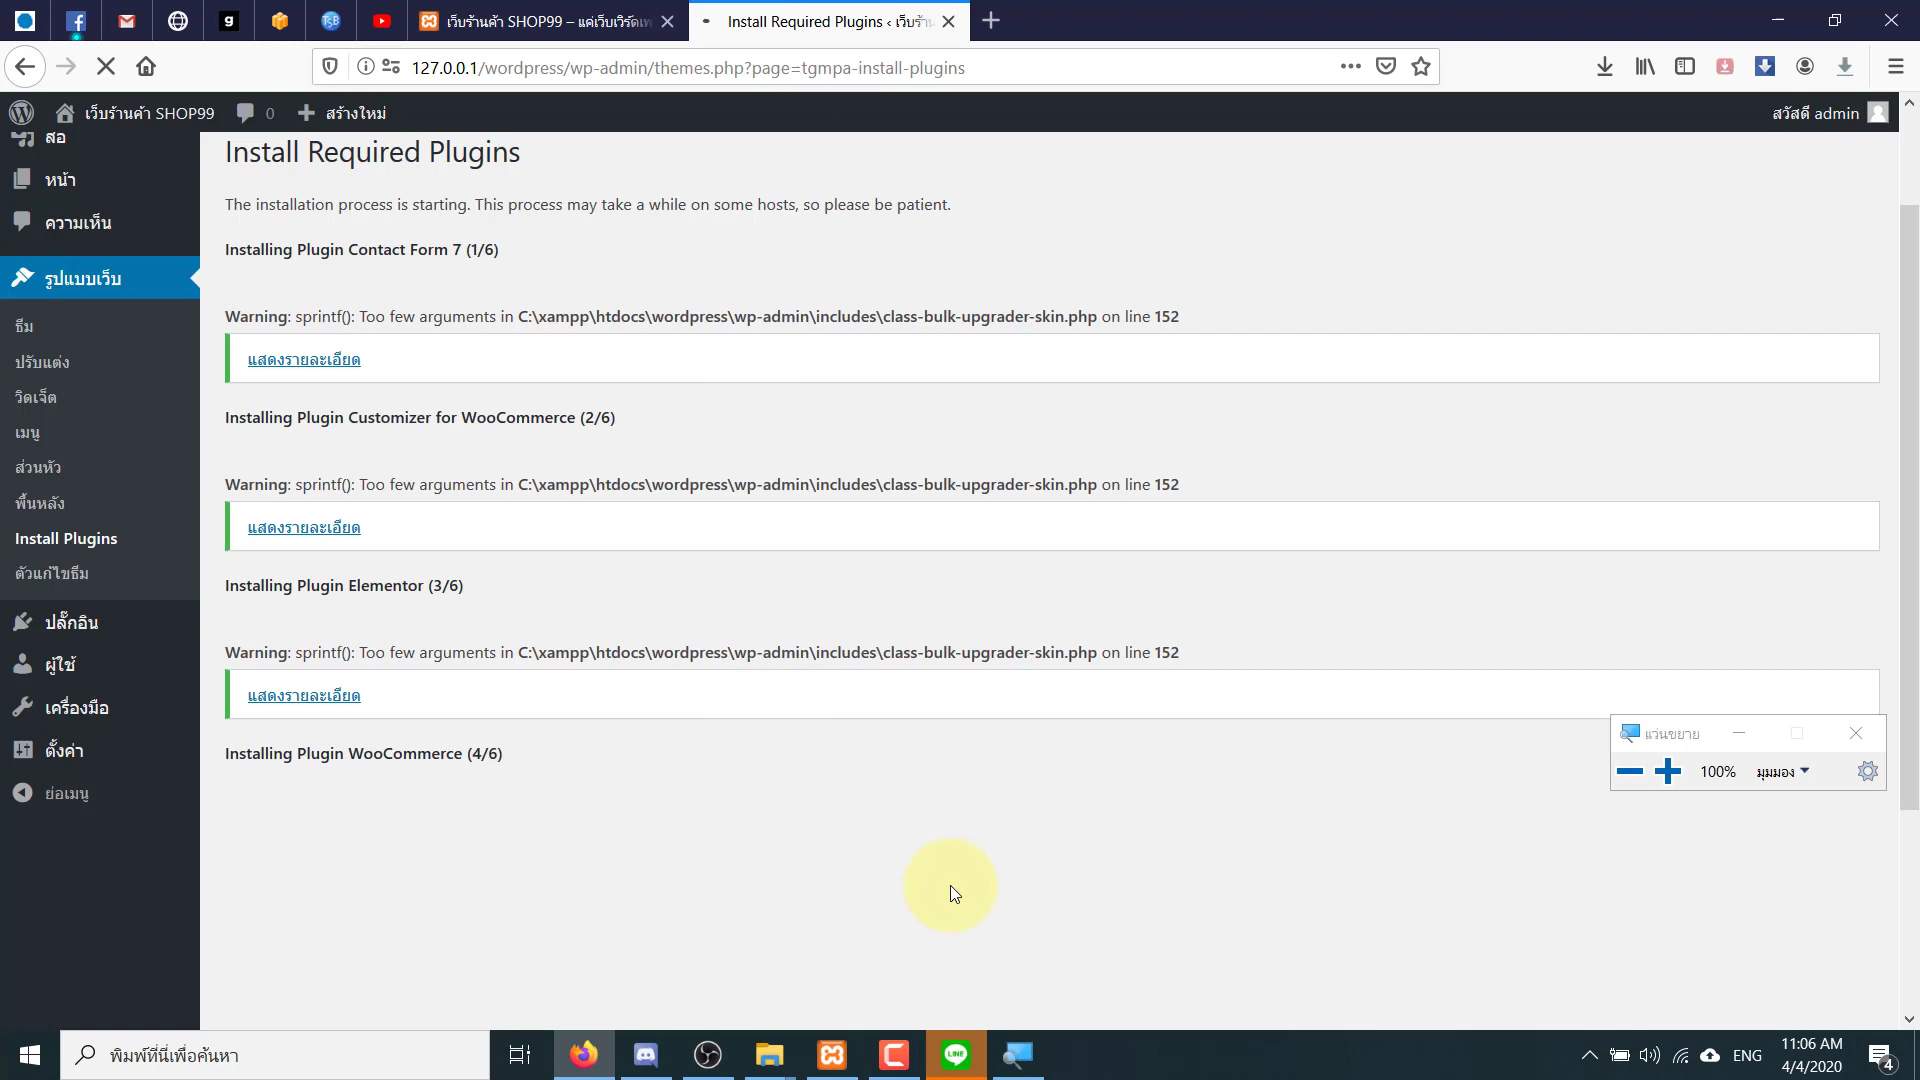 เว็บร้านค้า SHOP99 – แค่เว็บเวิร์ดเพ
Install Required Plugins ‹ เว็บร้าน
127.0.0.1/wordpress/wp-admin/themes.php?page=tgmpa-install-plugins
เว็บร้านค้า SHOP99
0
สร้างใหม่
สวัสดี admin
สื่อ
หน้า
ความเห็น
รูปแบบเว็บ
ธีม
ปรับแต่ง
วิดเจ็ต
เมนู
ส่วนหัว
พื้นหลัง
Install Plugins
ตัวแก้ไขธีม
ปลั๊กอิน
ผู้ใช้
เครื่องมือ
ตั้งค่า
ย่อเมนู
Install Required Plugins
The installation process is starting. This process may take a while on some hosts, so please be patient.
Installing Plugin Contact Form 7 (1/6)
Warning: sprintf(): Too few arguments in C:\xampp\htdocs\wordpress\wp-admin\includes\class-bulk-upgrader-skin.php on line 152
แสดงรายละเอียด
Installing Plugin Customizer for WooCommerce (2/6)
Warning: sprintf(): Too few arguments in C:\xampp\htdocs\wordpress\wp-admin\includes\class-bulk-upgrader-skin.php on line 152
แสดงรายละเอียด
Installing Plugin Elementor (3/6)
Warning: sprintf(): Too few arguments in C:\xampp\htdocs\wordpress\wp-admin\includes\class-bulk-upgrader-skin.php on line 152
แสดงรายละเอียด
Installing Plugin WooCommerce (4/6)
แว่นขยาย
100%
มุมมอง
พิมพ์ที่นี่เพื่อค้นหา
LINE
ENG
11:06 AM
4/4/2020
4